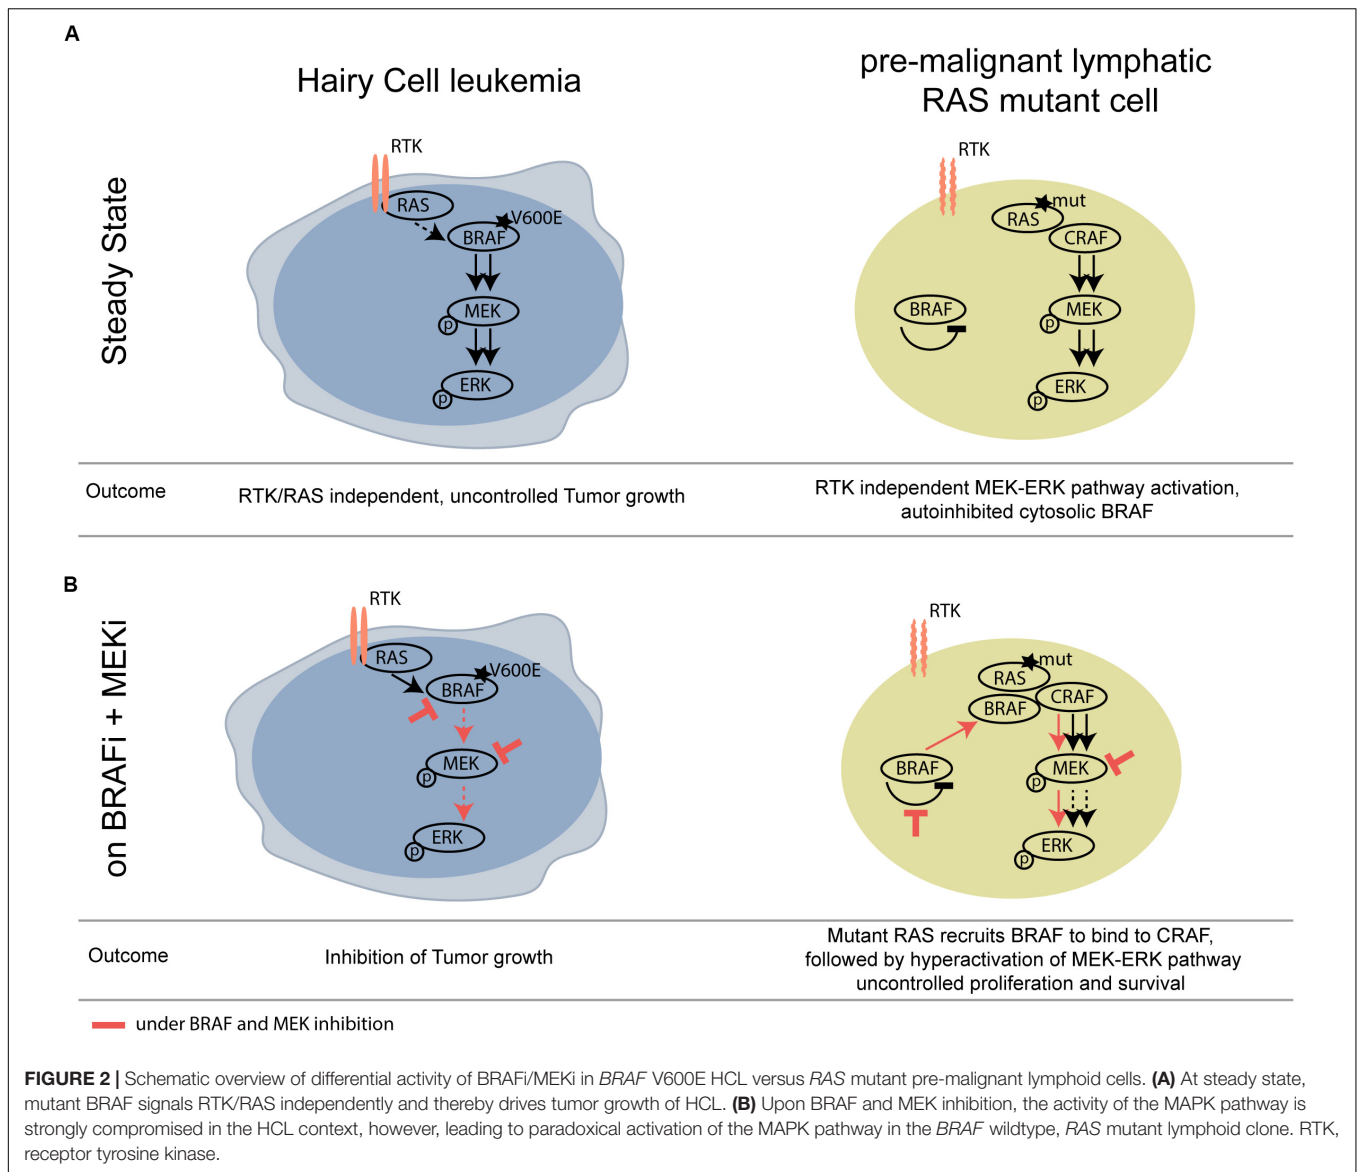 A
Hairy Cell leukemia
pre-malignant lymphatic
RAS mutant cell
Steady State
RTK
RAS
V600E
BRAF
MEK
p
ERK
p
RTK
mut
RAS
CRAF
BRAF
MEK
p
ERK
p
Outcome
RTK/RAS independent, uncontrolled Tumor growth
RTK independent MEK-ERK pathway activation,
autoinhibited cytosolic BRAF
B
on BRAFi + MEKi
RTK
RAS
V600E
BRAF
MEK
p
ERK
p
RTK
mut
RAS
CRAF
BRAF
BRAF
MEK
p
ERK
p
Outcome
Inhibition of Tumor growth
Mutant RAS recruits BRAF to bind to CRAF,
followed by hyperactivation of MEK-ERK pathway
uncontrolled proliferation and survival
under BRAF and MEK inhibition
FIGURE 2 | Schematic overview of differential activity of BRAFi/MEKi in BRAF V600E HCL versus RAS mutant pre-malignant lymphoid cells. (A) At steady state,
mutant BRAF signals RTK/RAS independently and thereby drives tumor growth of HCL. (B) Upon BRAF and MEK inhibition, the activity of the MAPK pathway is
strongly compromised in the HCL context, however, leading to paradoxical activation of the MAPK pathway in the BRAF wildtype, RAS mutant lymphoid clone. RTK,
receptor tyrosine kinase.